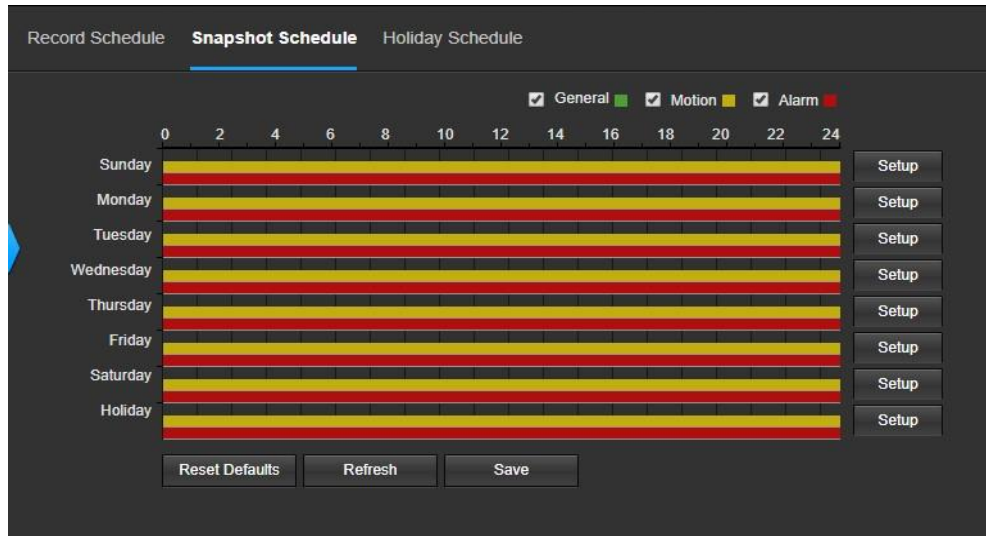 Record Schedule Snapshot Schedule Holiday Schedule
General Motion Alarm
0 2 4 6 8 10 12 14 16 18 20 22 24
Sunday Setup
Monday Setup
Tuesday Setup
Wednesday Setup
Thursday Setup
Friday Setup
Saturday Setup
Holiday Setup
Reset Defaults Refresh Save